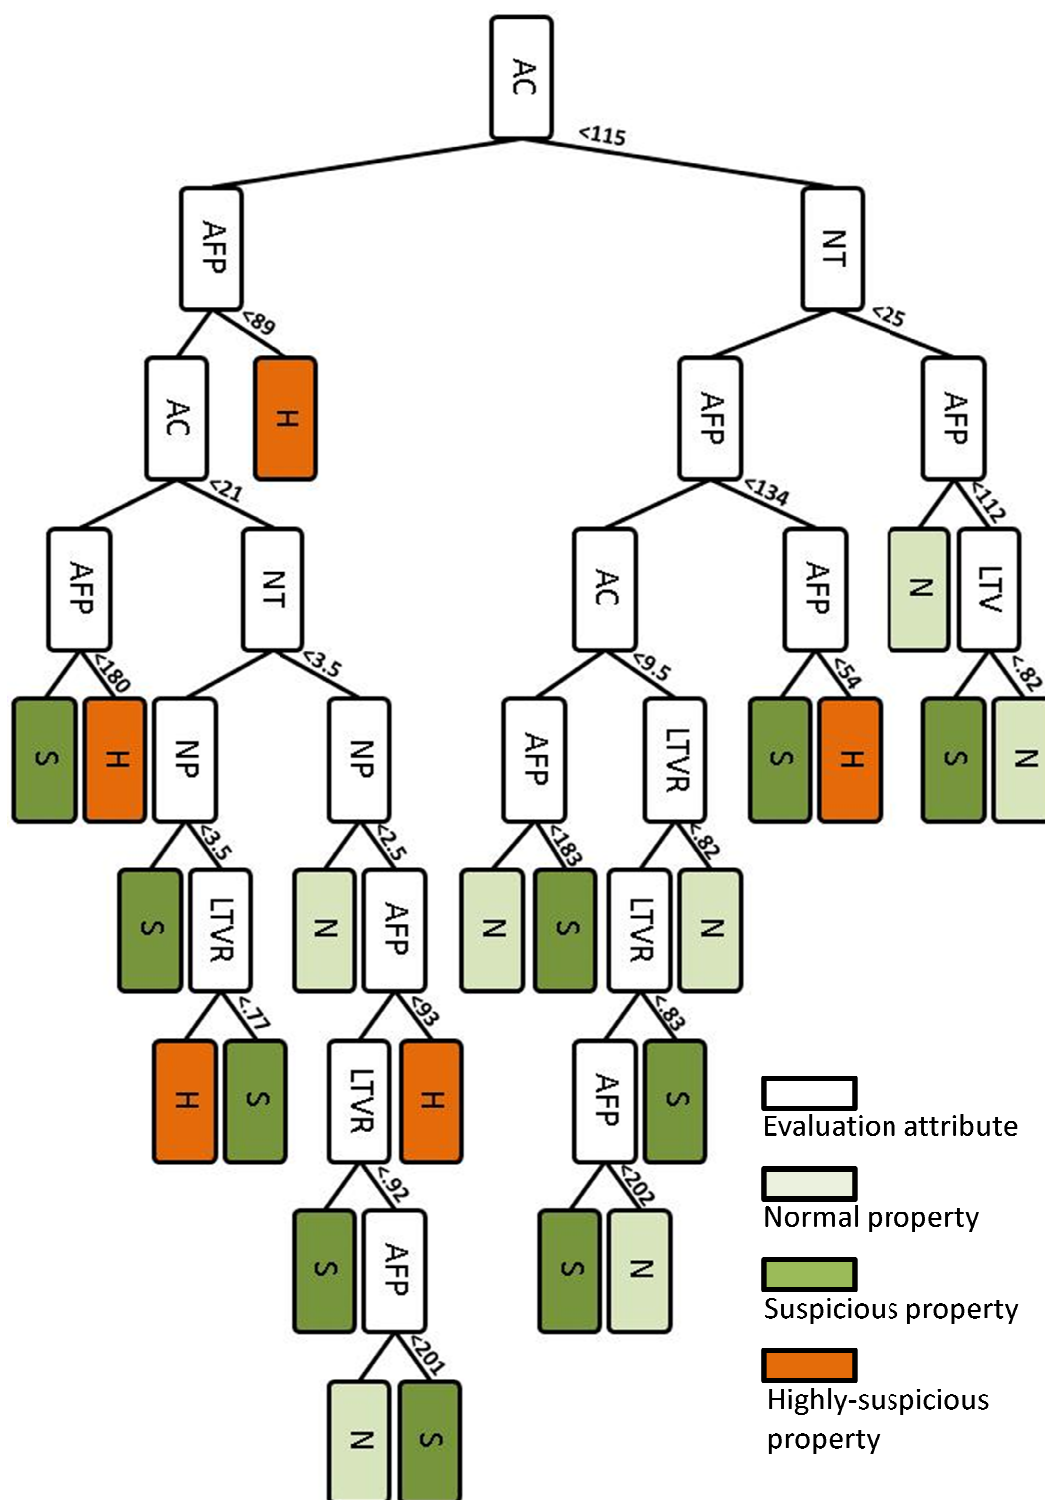 AC
<115
AFP
NT
<89
<25
AC
H
AFP
AFP
<21
<134
<112
AFP
NT
AC
AFP
N
LTV
<180
<3.5
<9.5
<54
<.82
S
H
NP
NP
AFP
LTVR
S
H
S
N
<3.5
<2.5
<183
<.82
S
LTVR
N
AFP
N
S
LTVR
N
<.77
<93
<.83
H
S
LTVR
H
AFP
S
Evaluation attribute
<.92
<202
S
AFP
S
N
Normal property
Suspicious property
<201
N
S
Highly-suspicious
property